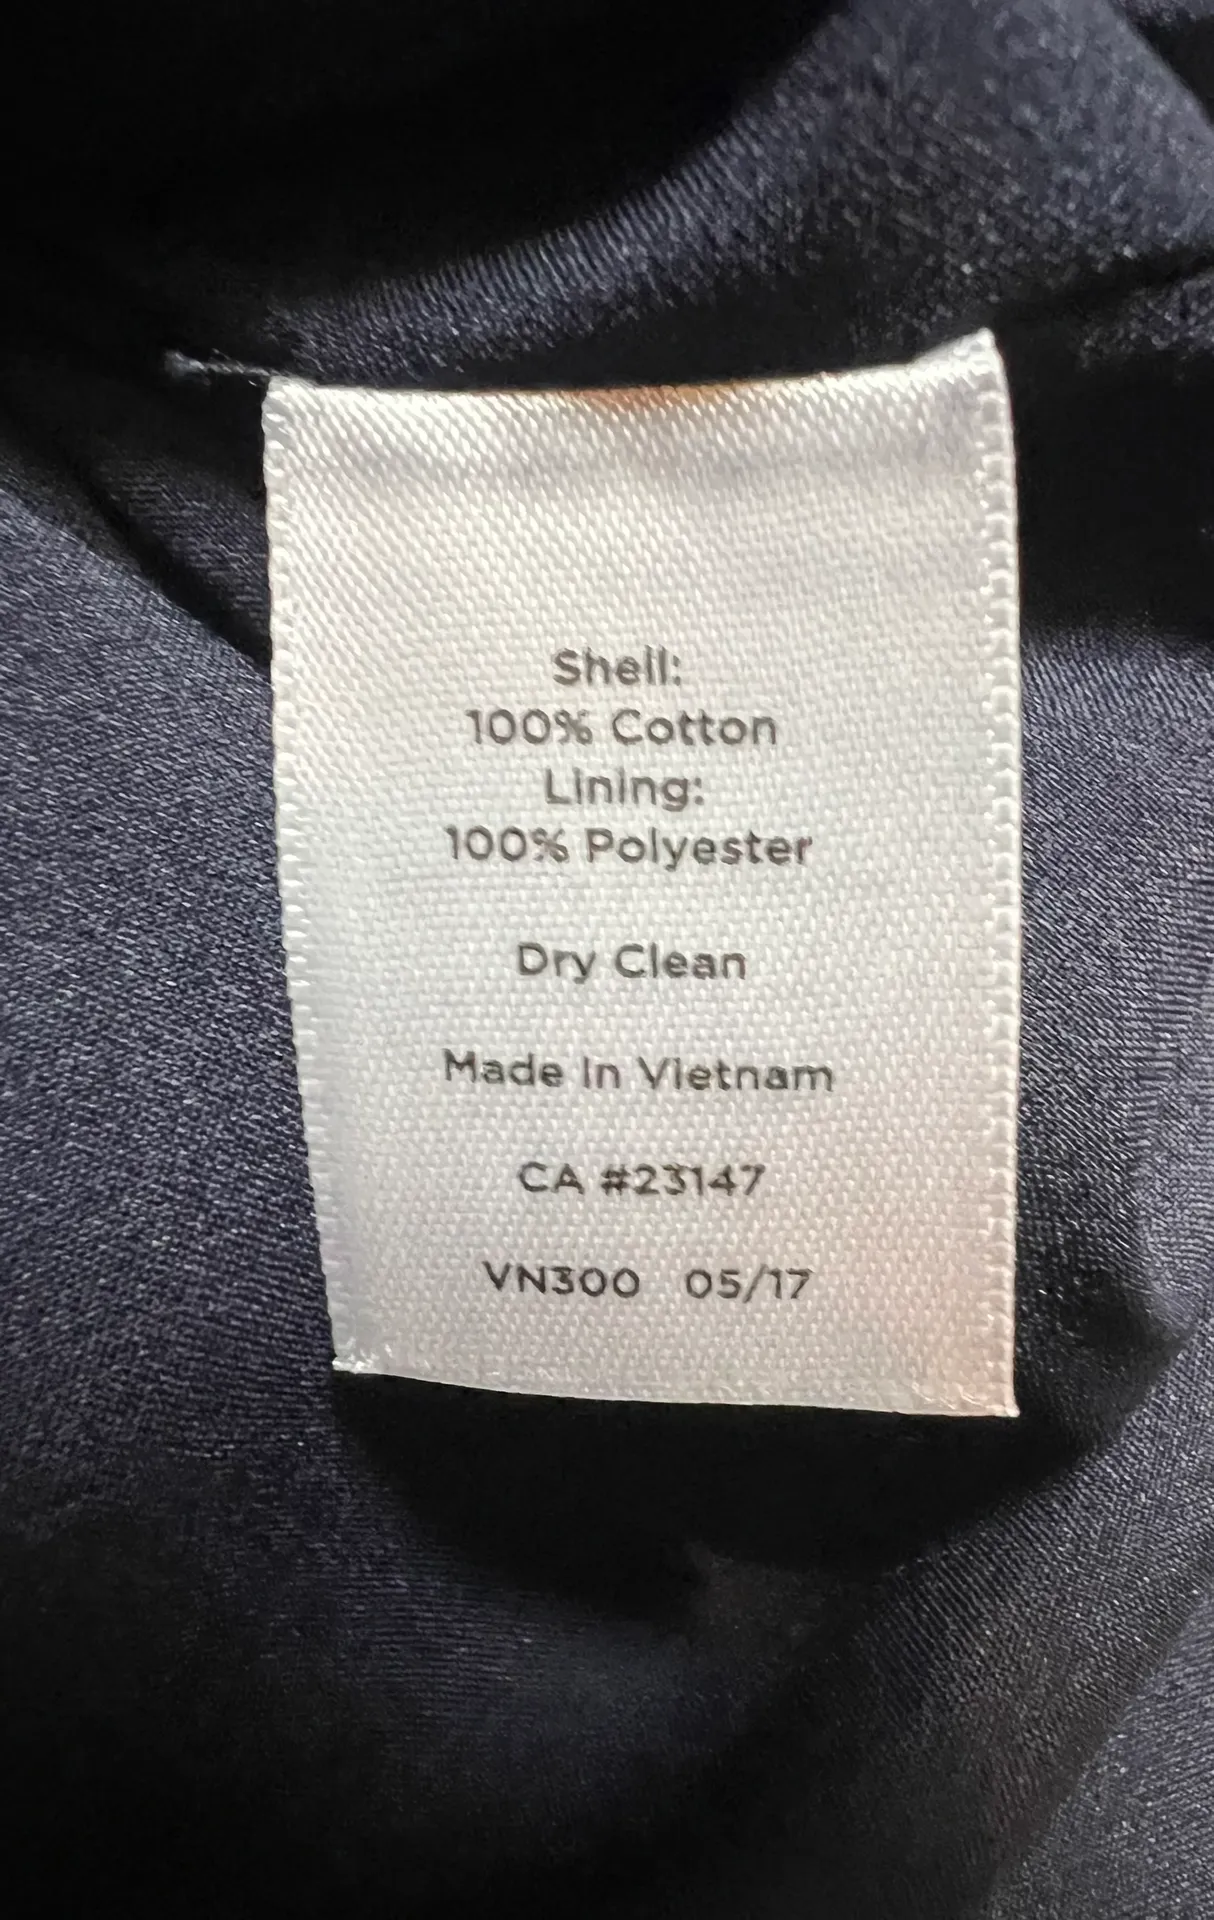 Shell:
100% Cotton
Lining:
100% Polyester
Dry Clean
Made In Vietnam
CA #23147
VN300 05/17